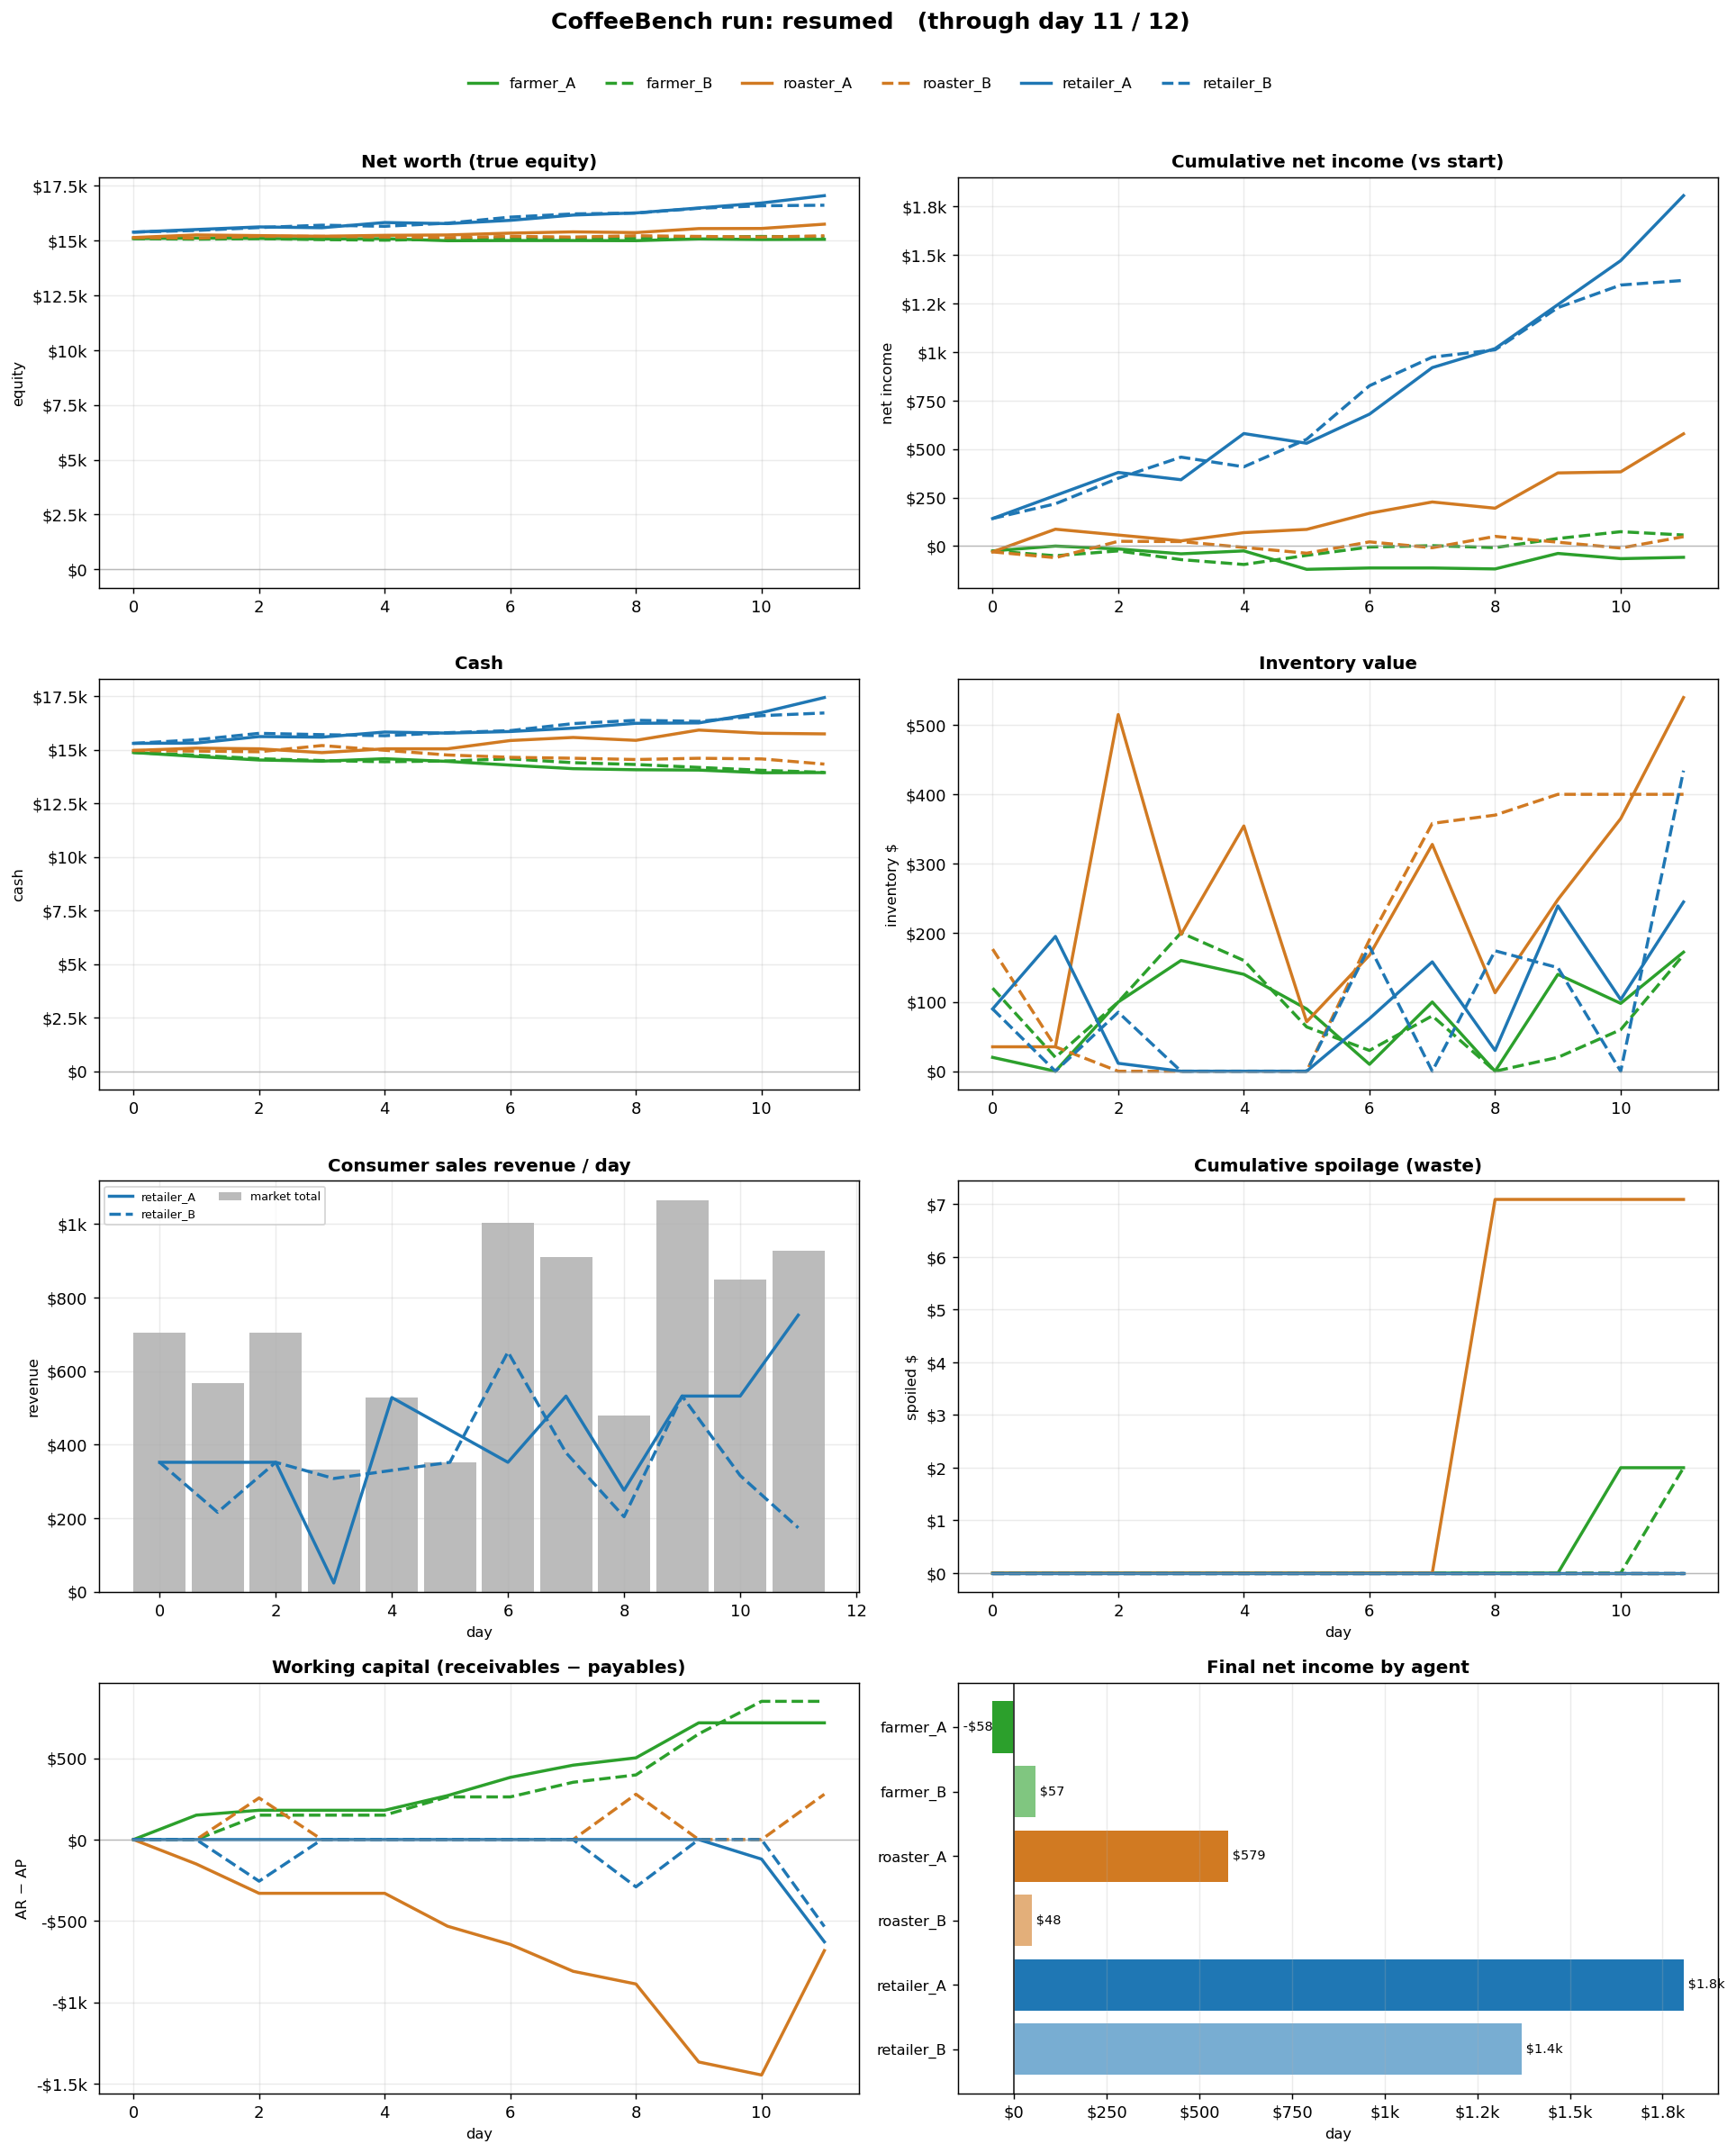 CoffeeBench run: resumed   (through day 11 / 12)
farmer_A farmer_B roaster_A roaster_B retailer_A retailer_B
Net worth (true equity)
$17.5k
$15k
$12.5k
$10k
$7.5k
$5k
$2.5k
$0
equity
0 2 4 6 8 10
Cumulative net income (vs start)
$1.8k
$1.5k
$1.2k
$1k
$750
$500
$250
$0
net income
0 2 4 6 8 10
Cash
$17.5k
$15k
$12.5k
$10k
$7.5k
$5k
$2.5k
$0
cash
0 2 4 6 8 10
Inventory value
$500
$400
$300
$200
$100
$0
inventory $
0 2 4 6 8 10
Consumer sales revenue / day
retailer_A market total
retailer_B
$1k
$800
$600
$400
$200
$0
revenue
0 2 4 6 8 10 12
day
Cumulative spoilage (waste)
$7
$6
$5
$4
$3
$2
$1
$0
spoiled $
0 2 4 6 8 10
day
Working capital (receivables − payables)
$500
$0
-$500
-$1k
-$1.5k
AR − AP
0 2 4 6 8 10
day
Final net income by agent
farmer_A -$58
farmer_B $57
roaster_A $579
roaster_B $48
retailer_A $1.8k
retailer_B $1.4k
$0 $250 $500 $750 $1k $1.2k $1.5k $1.8k
day